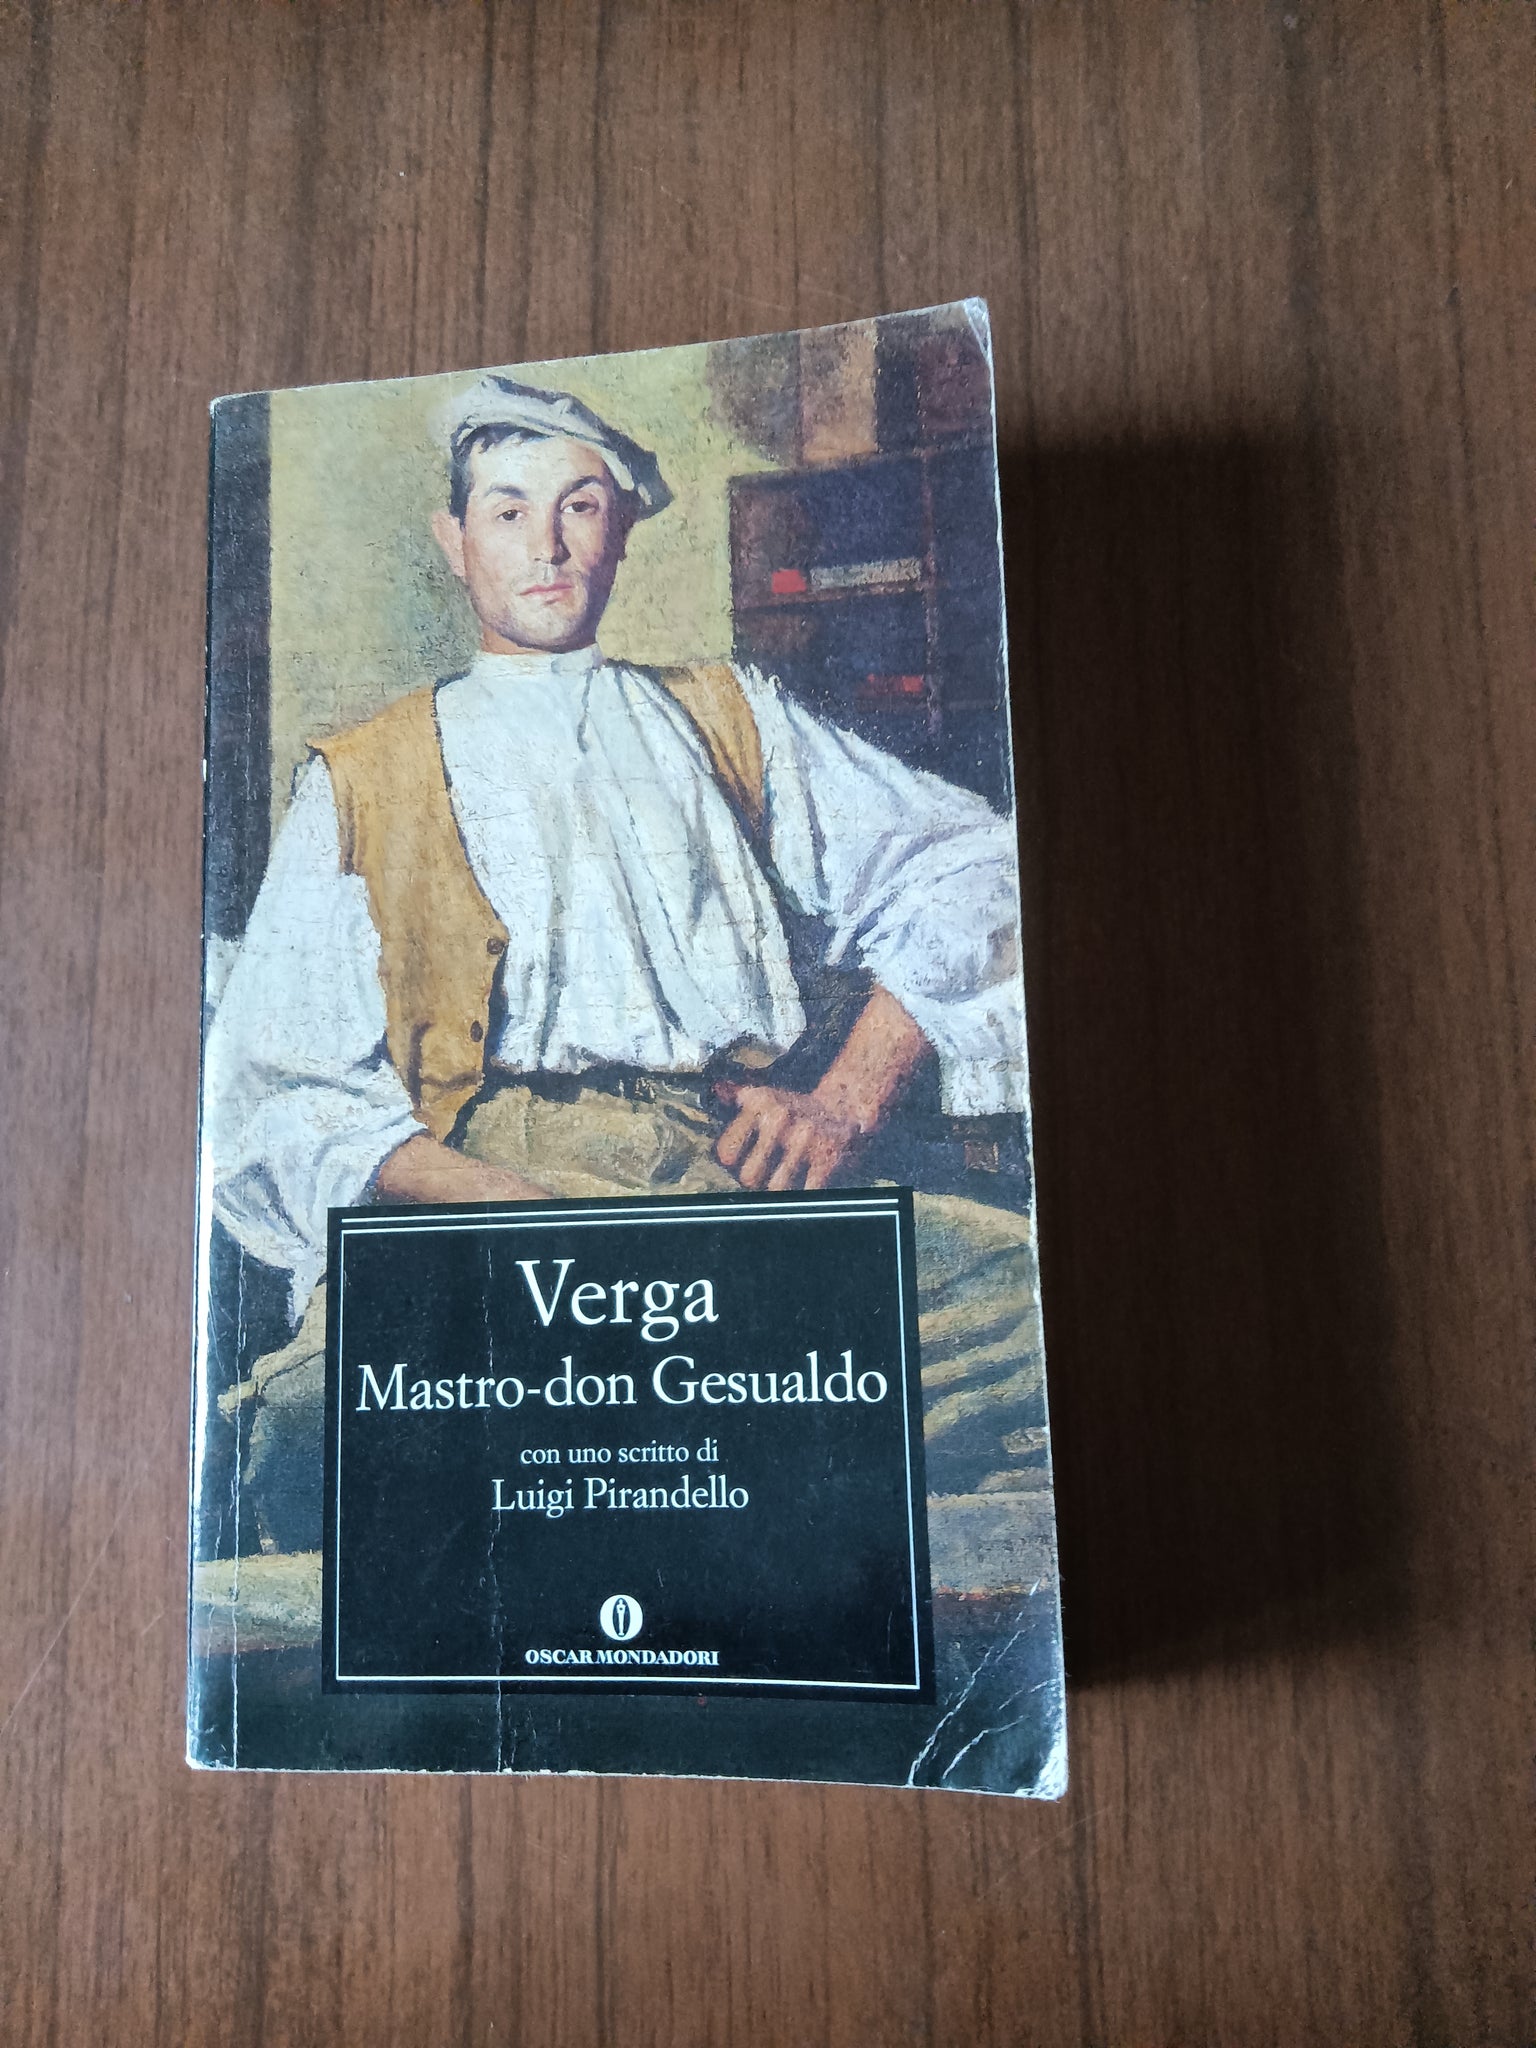 Verga
Mastro-don Gesualdo
con uno scritto di
Luigi Pirandello
OSCAR MONDADORI